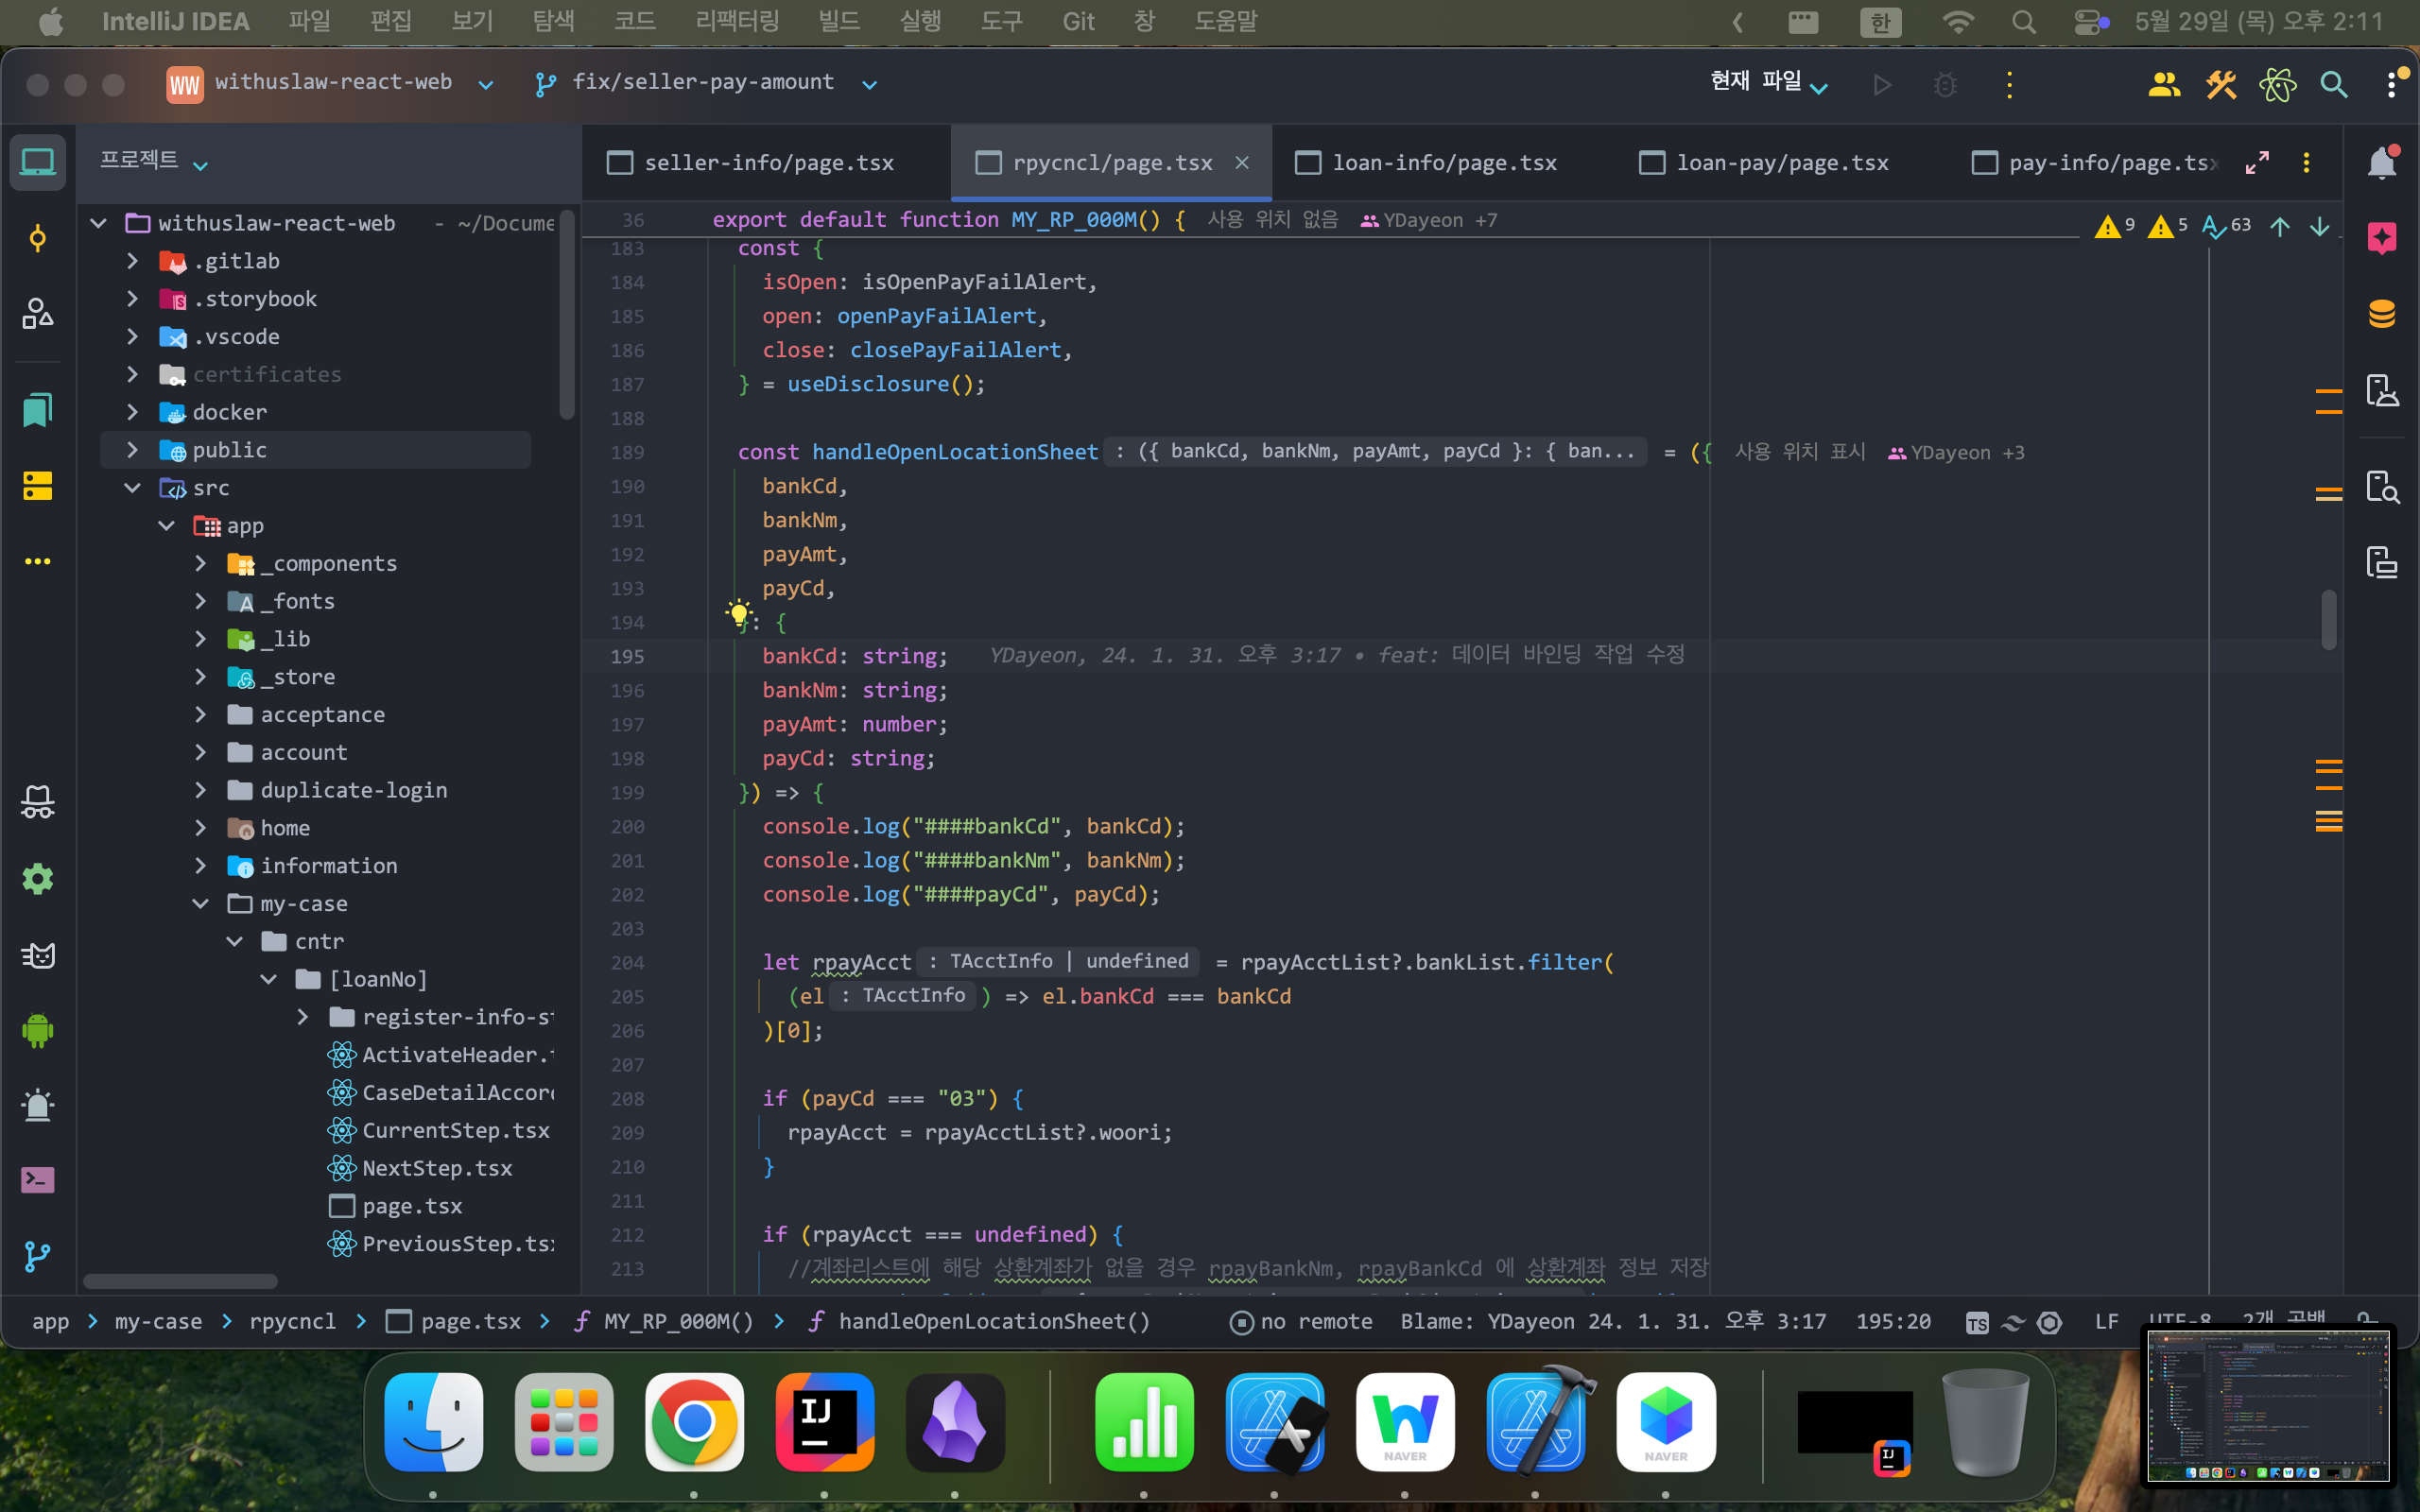 IntelliJ IDEA 파일 편집 보기 탐색 코드 리팩터링 빌드 실행 도구 Git 창 도움말 한 5월 29일 (목) 오후 2:11
WW withuslaw-react-web fix/seller-pay-amount 현재 파일
프로젝트
seller-info/page.tsx rpycncl/page.tsx loan-info/page.tsx loan-pay/page.tsx pay-info/page.tsx
withuslaw-react-web - ~/Docume
.gitlab
.storybook
.vscode
certificates
docker
public
src
app
_components
_fonts
_lib
_store
acceptance
account
duplicate-login
home
information
my-case
cntr
[loanNo]
register-info-st
ActivateHeader.t
CaseDetailAccord
CurrentStep.tsx
NextStep.tsx
page.tsx
PreviousStep.tsx
36 export default function MY_RP_000M() { 사용 위치 없음 YDayeon +7
9 5 63
183 const {
184 isOpen: isOpenPayFailAlert,
185 open: openPayFailAlert,
186 close: closePayFailAlert,
187 } = useDisclosure();
188
189 const handleOpenLocationSheet : ({ bankCd, bankNm, payAmt, payCd }: { ban... = ({ 사용 위치 표시 YDayeon +3
190 bankCd,
191 bankNm,
192 payAmt,
193 payCd,
194 }: {
195 bankCd: string; YDayeon, 24. 1. 31. 오후 3:17 • feat: 데이터 바인딩 작업 수정
196 bankNm: string;
197 payAmt: number;
198 payCd: string;
199 }) => {
200 console.log("####bankCd", bankCd);
201 console.log("####bankNm", bankNm);
202 console.log("####payCd", payCd);
203
204 let rpayAcct : TAcctInfo | undefined = rpayAcctList?.bankList.filter(
205 (el : TAcctInfo ) => el.bankCd === bankCd
206 )[0];
207
208 if (payCd === "03") {
209 rpayAcct = rpayAcctList?.woori;
210 }
211
212 if (rpayAcct === undefined) {
213 //계좌리스트에 해당 상환계좌가 없을 경우 rpayBankNm, rpayBankCd 에 상환계좌 정보 저장
app > my-case > rpycncl > page.tsx > MY_RP_000M() > handleOpenLocationSheet() no remote Blame: YDayeon 24. 1. 31. 오후 3:17 195:20 TS LF UTF-8 2개 공백
IJ
NAVER
NAVER
IJ